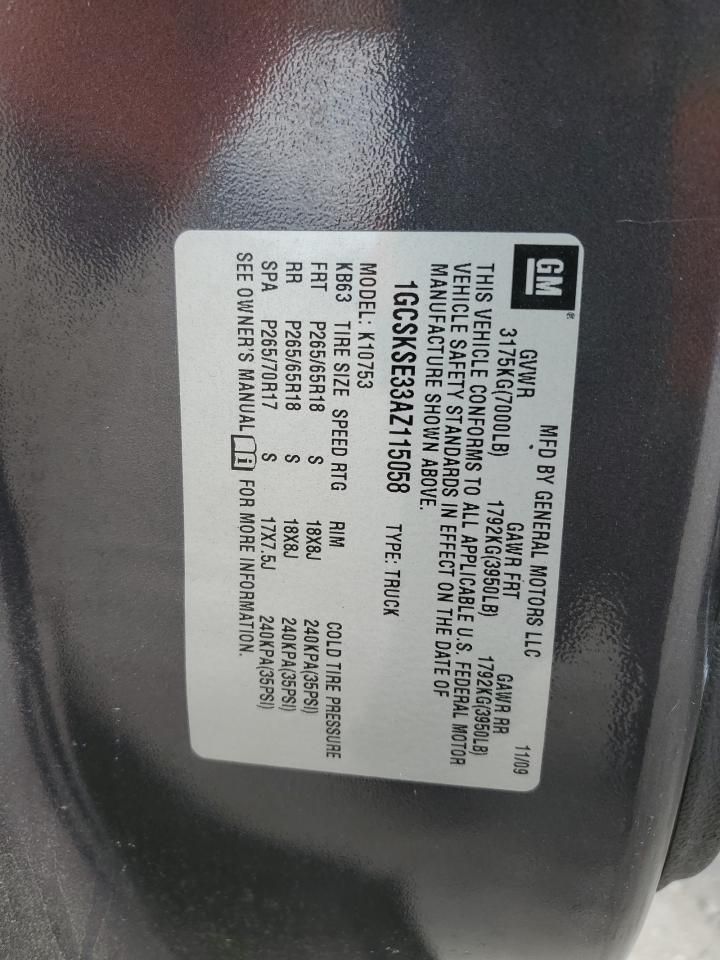 GM®
MFD BY GENERAL MOTORS LLC 11/09
GVWR GAWR FRT GAWR RR
3175KG(7000LB) 1792KG(3950LB) 1792KG(3950LB)
THIS VEHICLE CONFORMS TO ALL APPLICABLE U.S. FEDERAL MOTOR
VEHICLE SAFETY STANDARDS IN EFFECT ON THE DATE OF
MANUFACTURE SHOWN ABOVE.
1GCSKSE33AZ115058 TYPE: TRUCK
MODEL: K10753
KB63 TIRE SIZE SPEED RTG RIM COLD TIRE PRESSURE
FRT P265/65R18 S 18X8J 240KPA(35PSI)
RR P265/65R18 S 18X8J 240KPA(35PSI)
SPA P265/70R17 S 17X7.5J 240KPA(35PSI)
SEE OWNER'S MANUAL i FOR MORE INFORMATION.